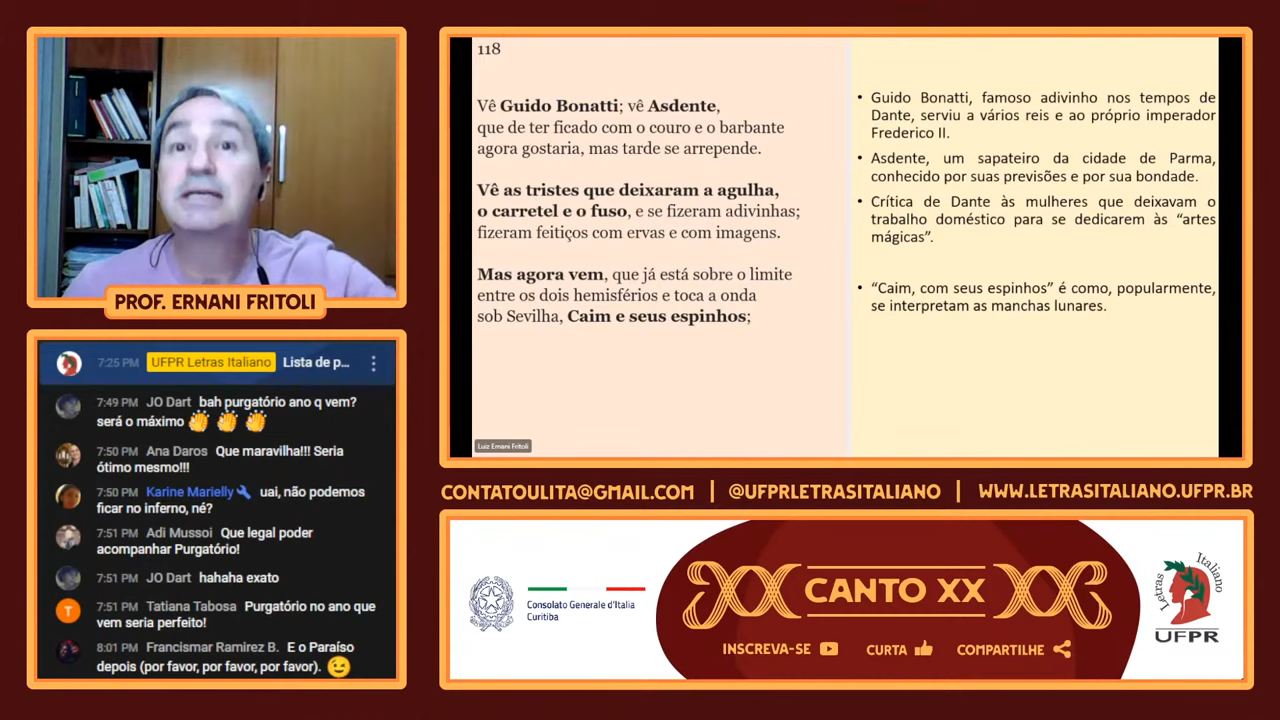 PROF. ERNANI FRITOLI
7:25 PM UFPR Letras Italiano Lista de p...
7:49 PM JO Dart bah purgatório ano q vem?
será o máximo 👏 👏 👏
7:50 PM Ana Daros Que maravilha!!! Seria
ótimo mesmo!!!
7:50 PM Karine Marielly uai, não podemos
ficar no inferno, né?
7:51 PM Adi Mussoi Que legal poder
acompanhar Purgatório!
7:51 PM JO Dart hahaha exato
T
7:51 PM Tatiana Tabosa Purgatório no ano que
vem seria perfeito!
8:01 PM Francismar Ramirez B. E o Paraíso
depois (por favor, por favor, por favor). 😉
118
Vê Guido Bonatti; vê Asdente,
que de ter ficado com o couro e o barbante
agora gostaria, mas tarde se arrepende.
Vê as tristes que deixaram a agulha,
o carretel e o fuso, e se fizeram adivinhas;
fizeram feitiços com ervas e com imagens.
Mas agora vem, que já está sobre o limite
entre os dois hemisférios e toca a onda
sob Sevilha, Caim e seus espinhos;
Luiz Ernani Fritoli
• Guido Bonatti, famoso adivinho nos tempos de
Dante, serviu a vários reis e ao próprio imperador
Frederico II.
• Asdente, um sapateiro da cidade de Parma,
conhecido por suas previsões e por sua bondade.
• Crítica de Dante às mulheres que deixavam o
trabalho doméstico para se dedicarem às “artes
mágicas”.
• “Caim, com seus espinhos” é como, popularmente,
se interpretam as manchas lunares.
CONTATOULITA@GMAIL.COM | @UFPRLETRASITALIANO | WWW.LETRASITALIANO.UFPR.BR
Consolato Generale d'Italia
Curitiba
XX CANTO XX XX
INSCREVA-SE CURTA COMPARTILHE
Letras Italiano
UFPR